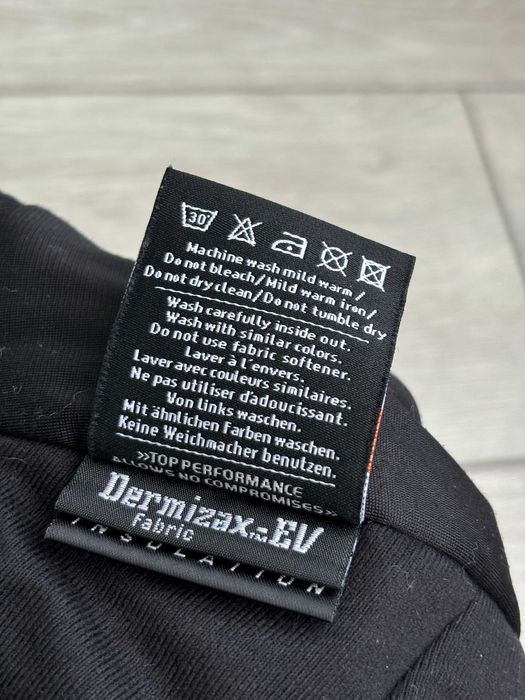 30°
Machine wash mild warm/
Do not bleach/Mild warm iron/
Do not dry clean/Do not tumble dry
Wash carefully inside out.
Wash with similar colors.
Do not use fabric softener.
Laver à l'envers.
Laver avec couleurs similaires.
Ne pas utiliser d'adoucissant.
Von links waschen.
Mit ähnlichen Farben waschen.
Keine Weichmacher benutzen.
»TOP PERFORMANCE
ALLOWS NO COMPROMISES»
Dermizax™-EV
Fabric
INSULATION